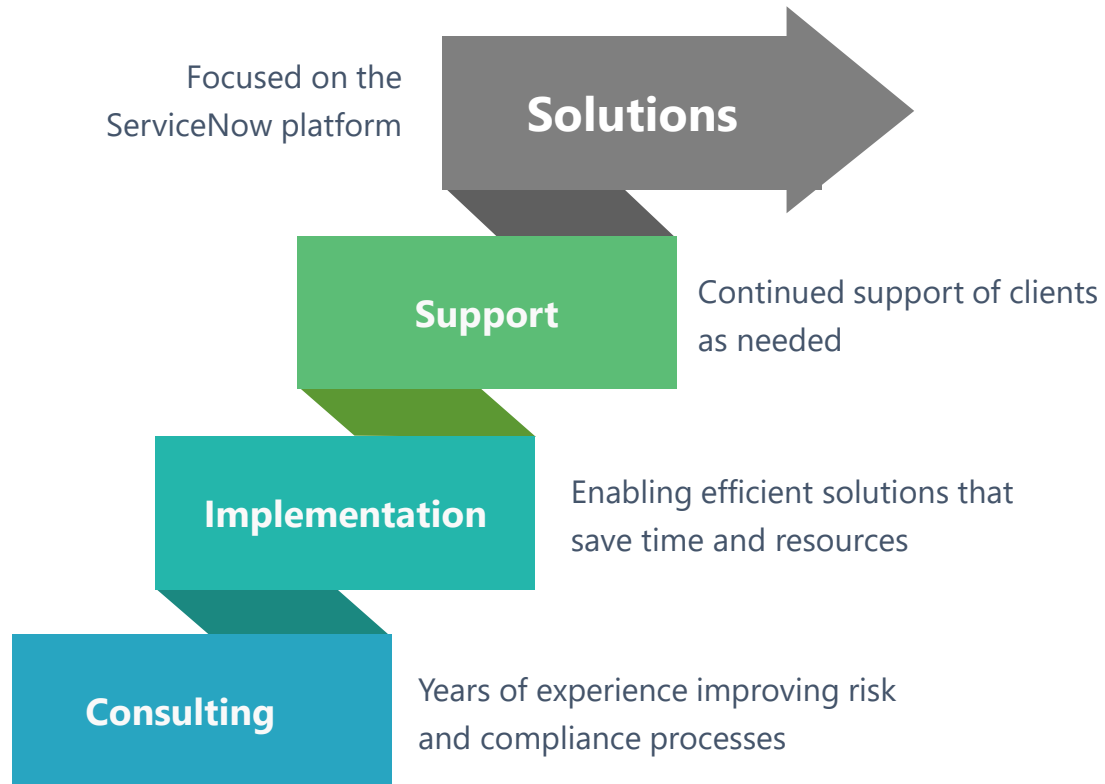 Focused on the
ServiceNow platform
Solutions
Support
Continued support of clients
as needed
Implementation
Enabling efficient solutions that
save time and resources
Consulting
Years of experience improving risk
and compliance processes